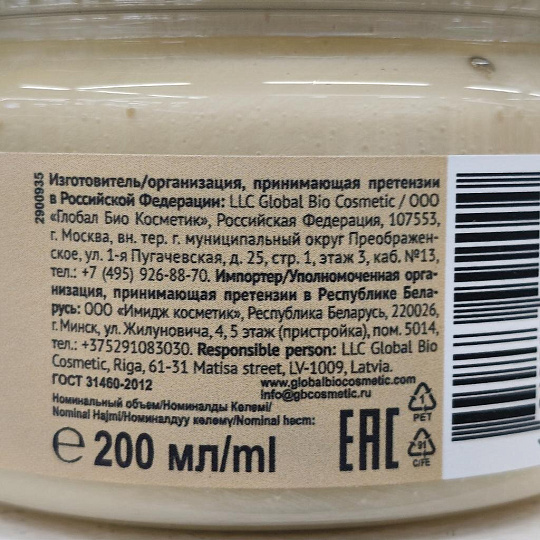 2900935
Изготовитель/организация, принимающая претензии
в Российской Федерации: LLC Global Bio Cosmetic / ООО
«Глобал Био Косметик», Российская Федерация, 107553,
г. Москва, вн. тер. г. муниципальный округ Преображен-
ское, ул. 1-я Пугачевская, д. 25, стр. 1, этаж 3, каб. №13,
тел.: +7 (495) 926-88-70. Импортер/Уполномоченная орга-
низация, принимающая претензии в Республике Бела-
русь: ООО «Имидж косметик», Республика Беларусь, 220026,
г. Минск, ул. Жилуновича, 4, 5 этаж (пристройка), пом. 5014,
тел.: +375291083030. Responsible person: LLC Global Bio
Cosmetic, Riga, 61-31 Matisa street, LV-1009, Latvia.
ГОСТ 31460-2012
www.globalbiocosmetic.com
info@gbcosmetic.ru
Номинальный объем/Номиналды Көлемі/
Nominal Hajmi/Номиналдуу көлөмү/Nominal həcm:
℮ 200 мл/ml
EAC
1
PET
91
C/FE